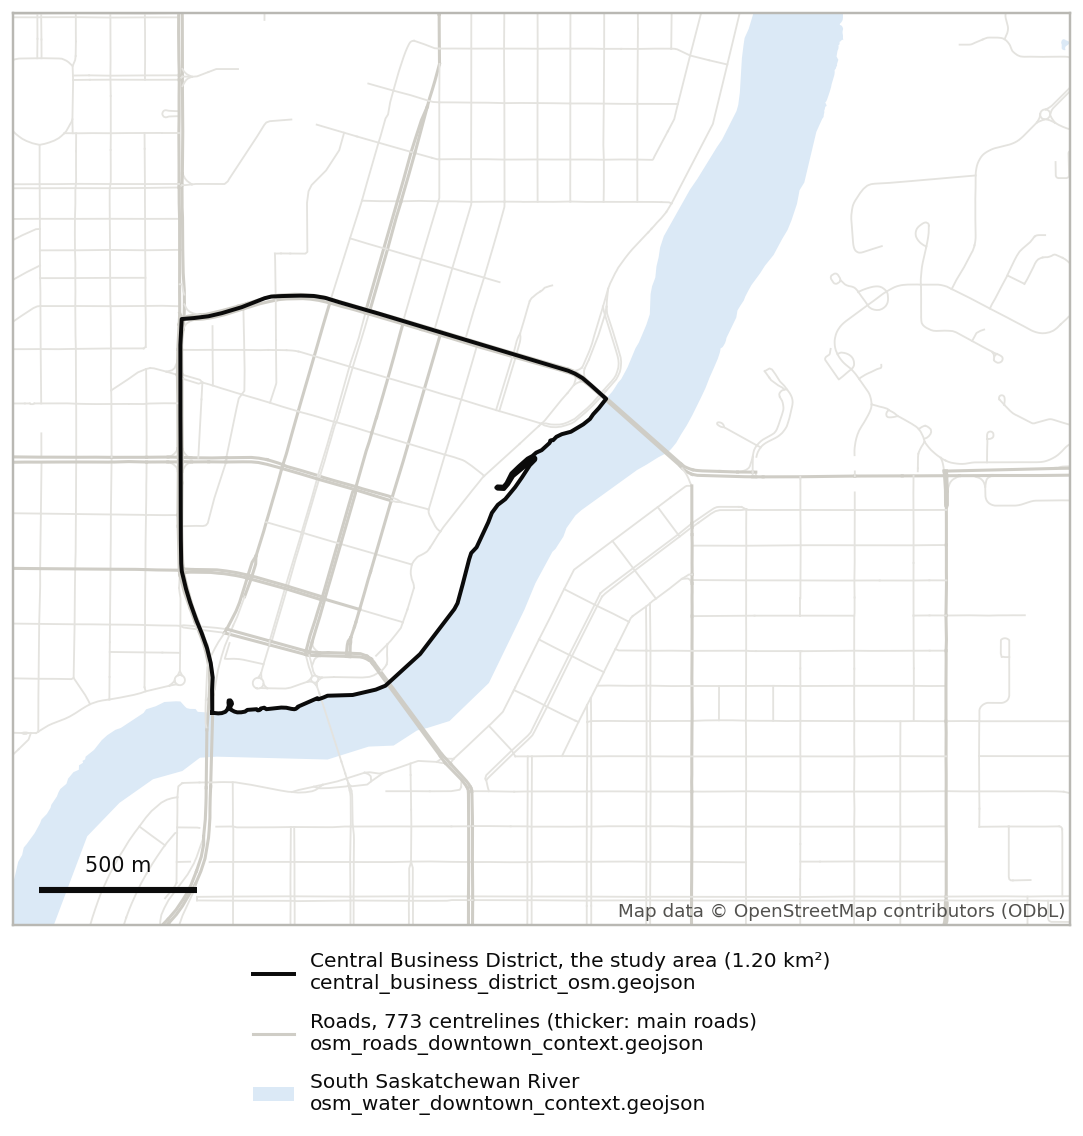 500 m
Map data © OpenStreetMap contributors (ODbL)
Central Business District, the study area (1.20 km²)
central_business_district_osm.geojson
Roads, 773 centrelines (thicker: main roads)
osm_roads_downtown_context.geojson
South Saskatchewan River
osm_water_downtown_context.geojson